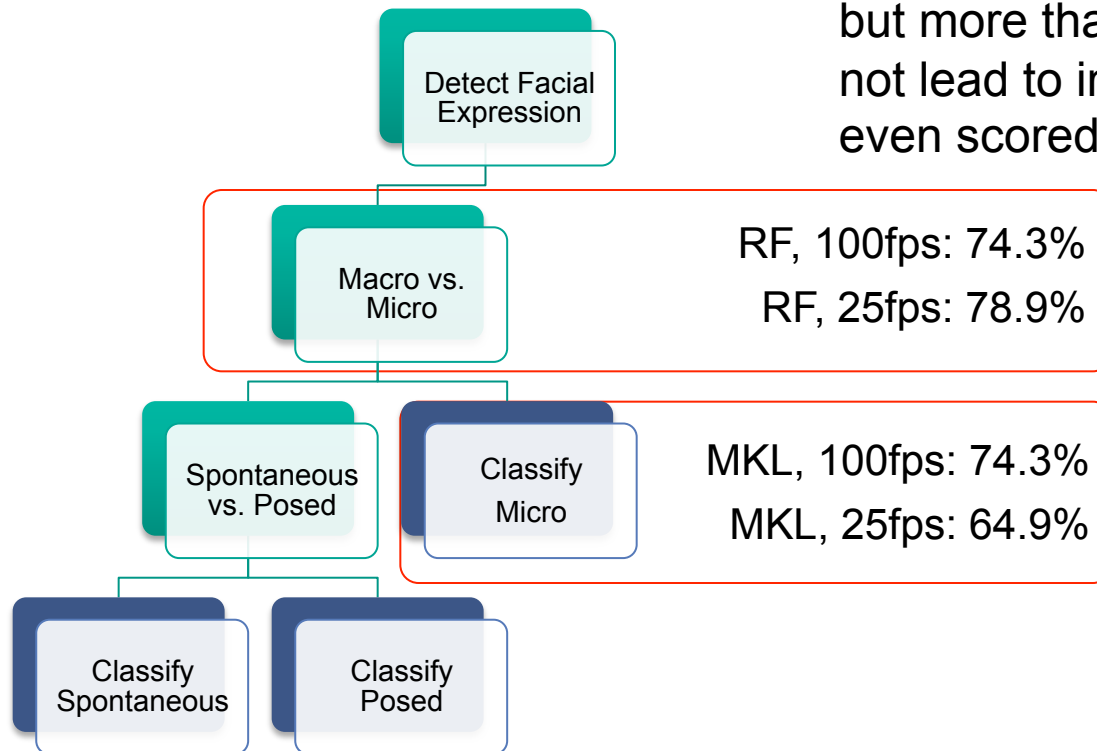 but more tha
not lead to i
even scored
Detect Facial
Expression
Macro vs.
Micro
RF, 100fps: 74.3%
RF, 25fps: 78.9%
Spontaneous
vs. Posed
Classify
Micro
MKL, 100fps: 74.3%
MKL, 25fps: 64.9%
Classify
Spontaneous
Classify
Posed